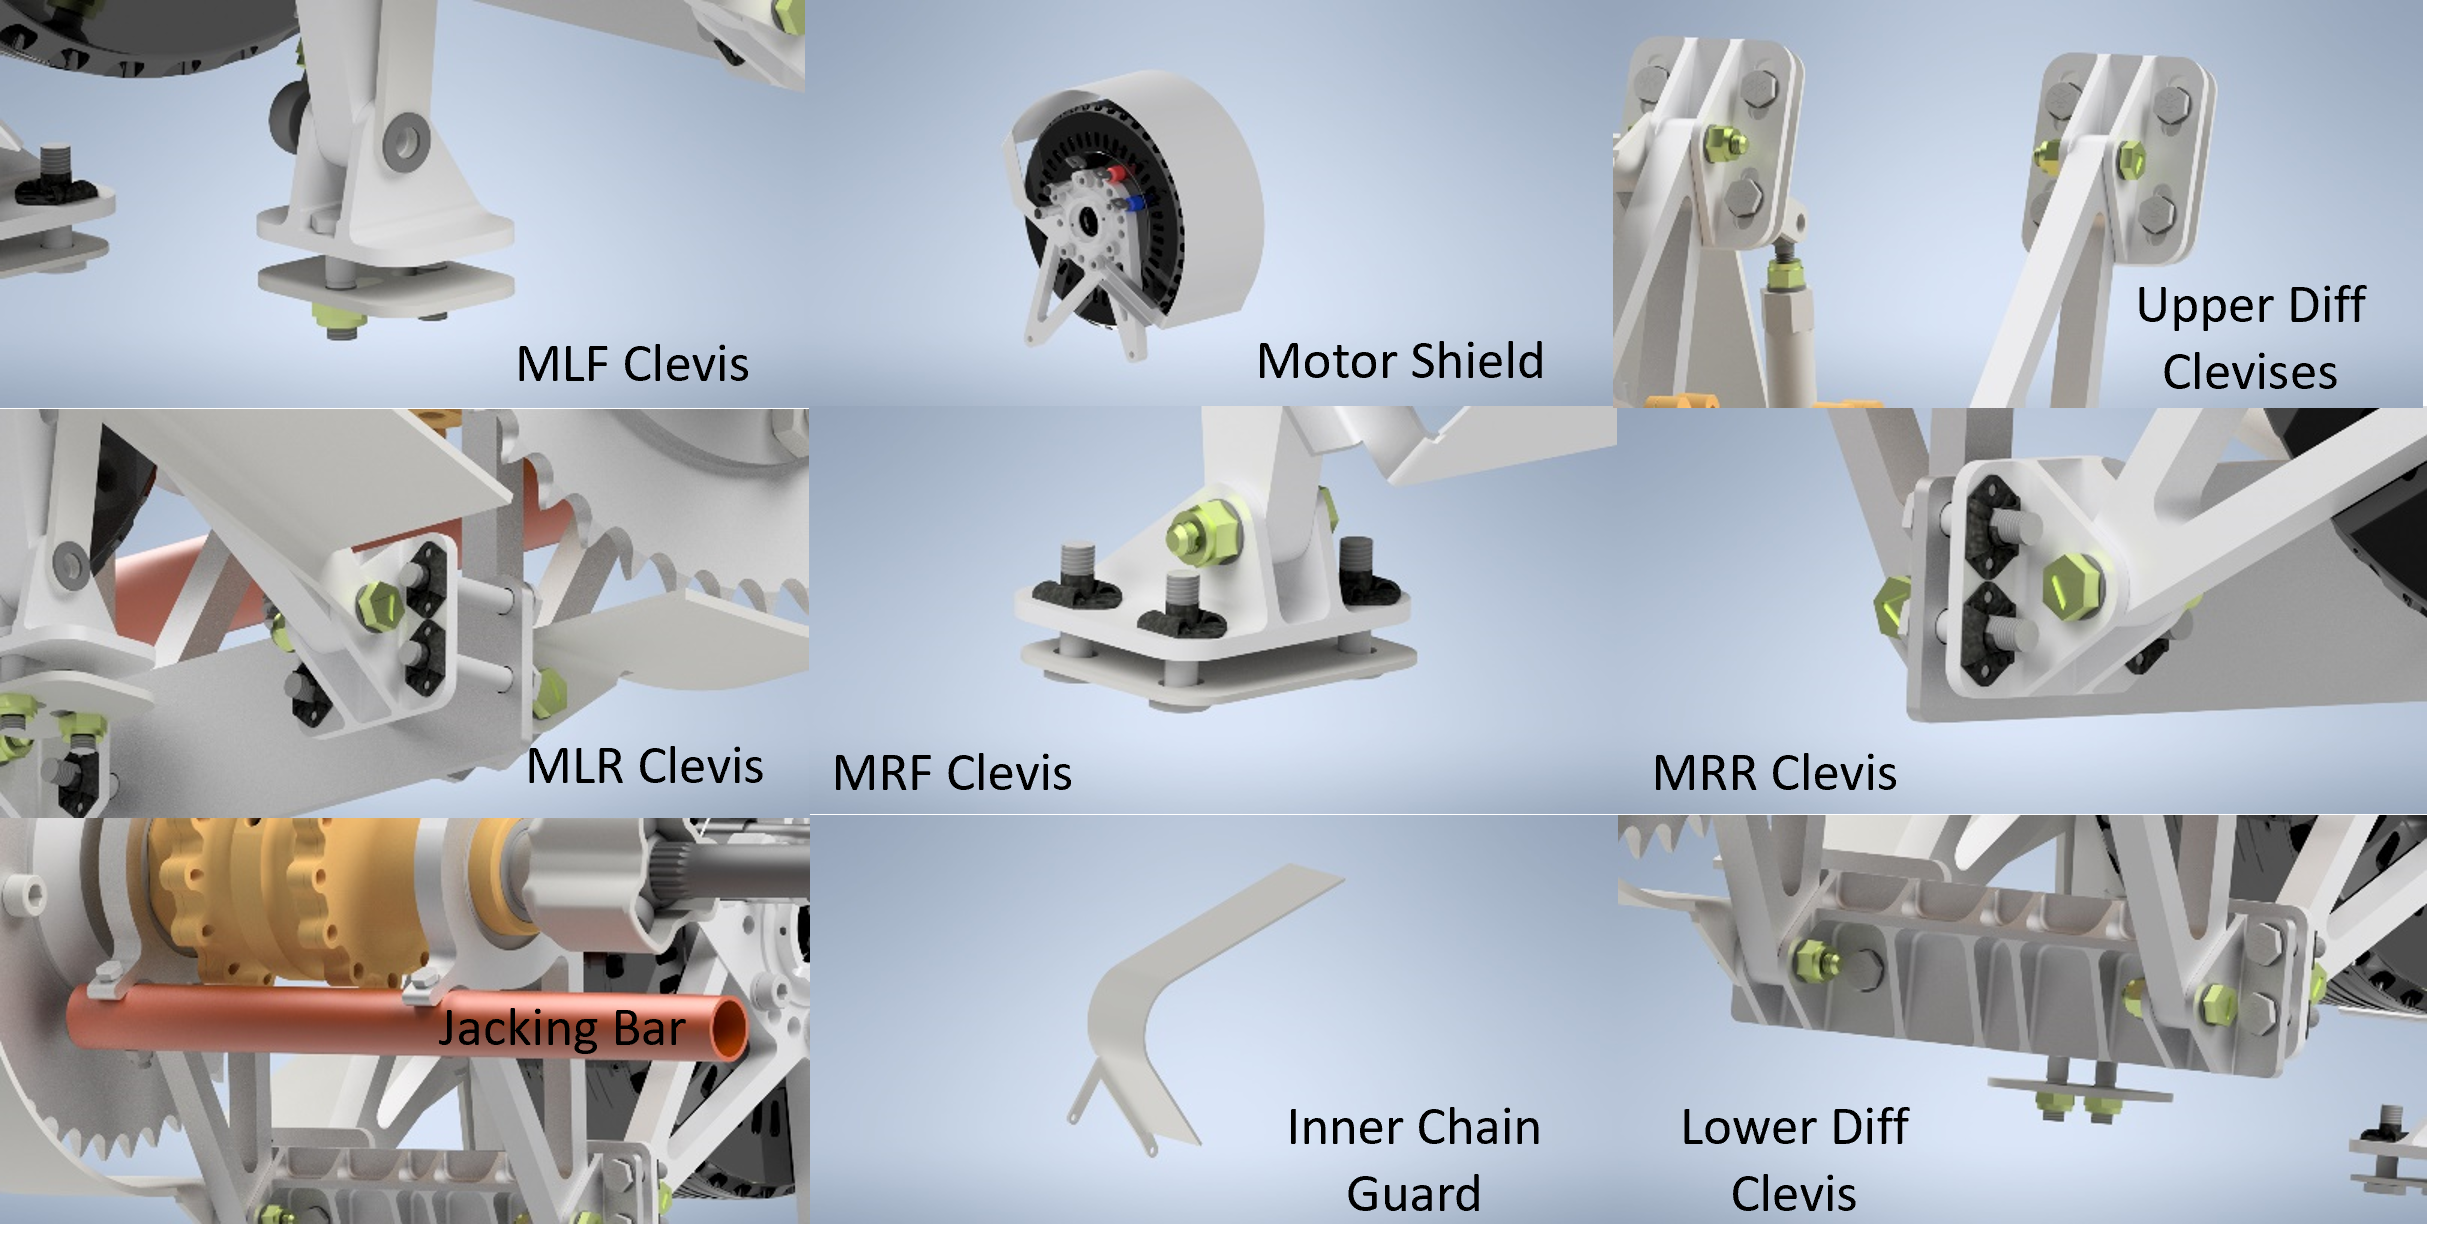 MLF Clevis
Motor Shield
Upper Diff
Clevises
MLR Clevis
MRF Clevis
MRR Clevis
Jacking Bar
Inner Chain
Guard
Lower Diff
Clevis